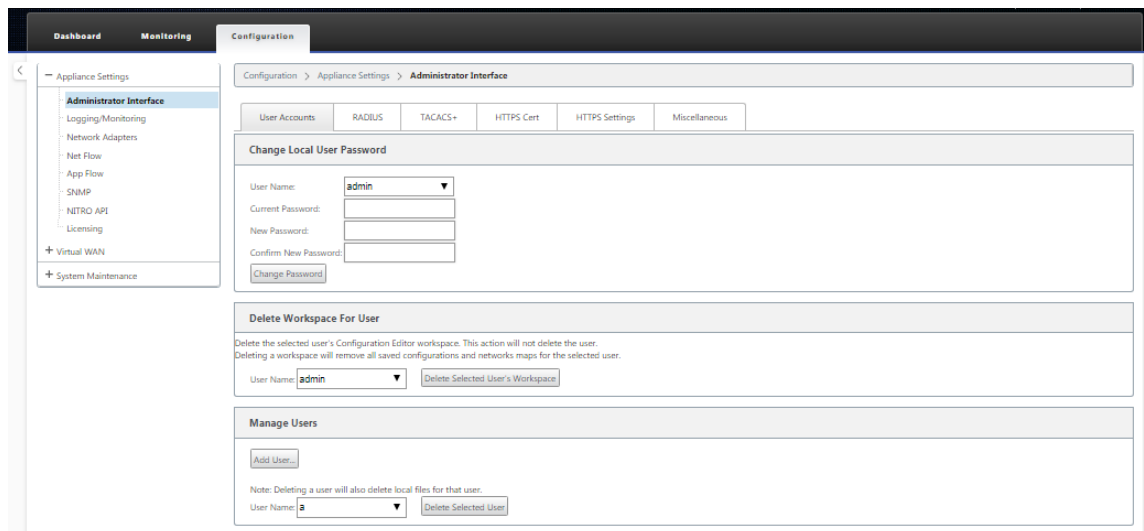 Dashboard Monitoring Configuration
Appliance Settings
Administrator Interface
Logging/Monitoring
Network Adapters
Net Flow
App Flow
SNMP
NITRO API
Licensing
Virtual WAN
System Maintenance
Configuration > Appliance Settings > Administrator Interface
User Accounts RADIUS TACACS+ HTTPS Cert HTTPS Settings Miscellaneous
Change Local User Password
User Name: admin
Current Password:
New Password:
Confirm New Password:
Change Password
Delete Workspace For User
Delete the selected user's Configuration Editor workspace. This action will not delete the user.
Deleting a workspace will remove all saved configurations and networks maps for the selected user.
User Name: admin Delete Selected User's Workspace
Manage Users
Add User...
Note: Deleting a user will also delete local files for that user.
User Name: a Delete Selected User